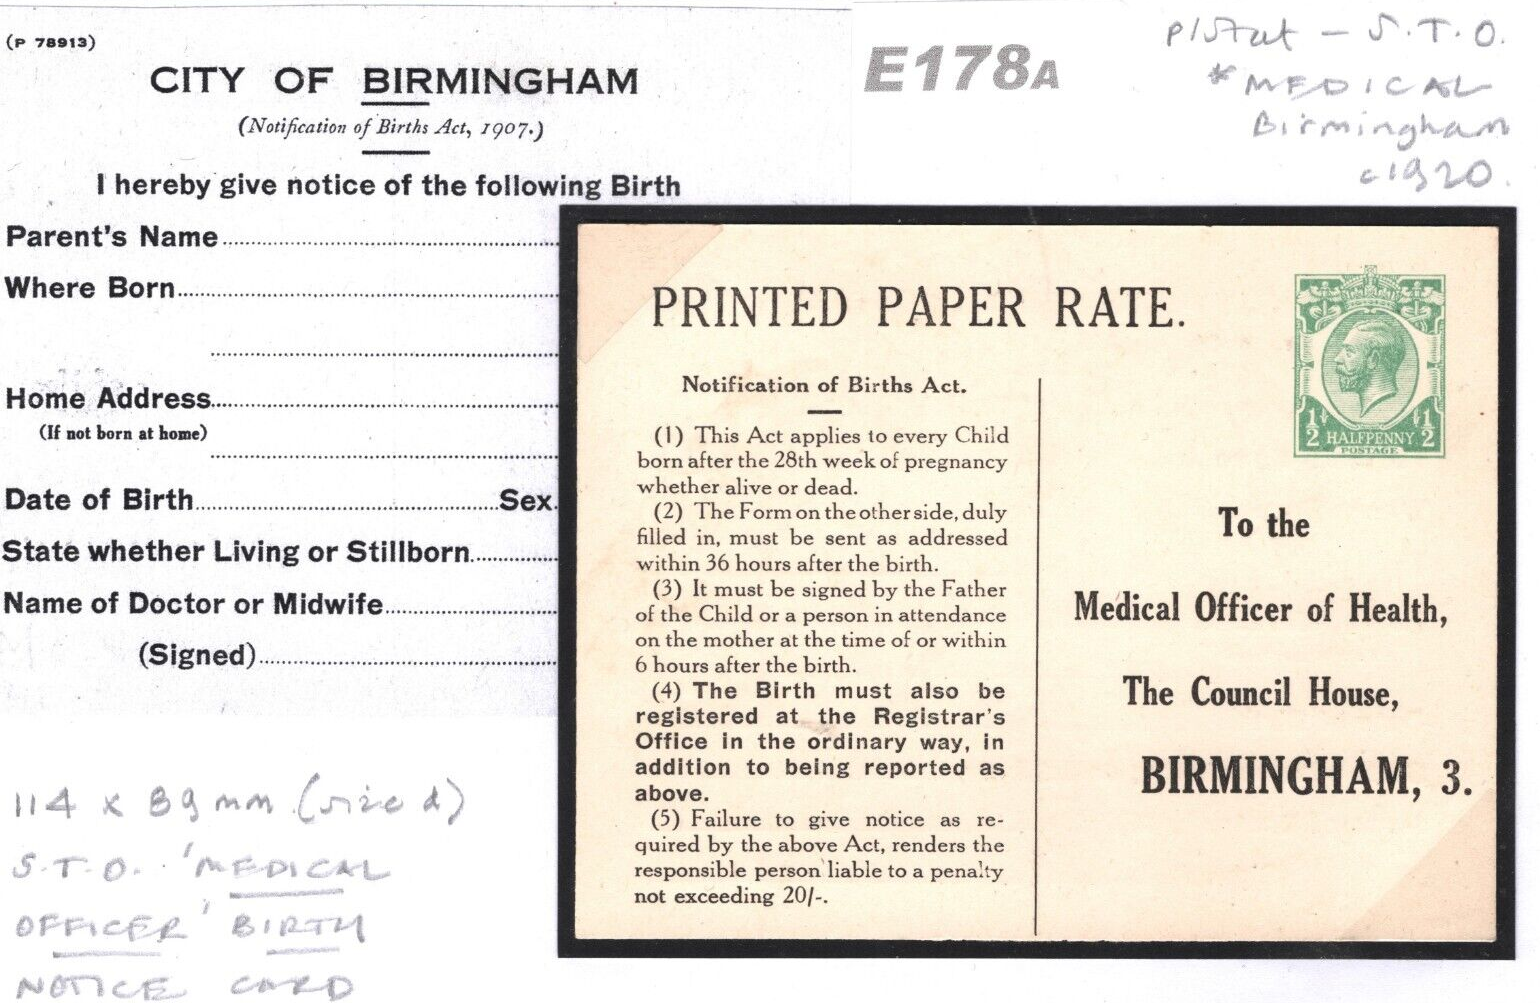 (P 78913)
CITY OF BIRMINGHAM
(Notification of Births Act, 1907.)
I hereby give notice of the following Birth
Parent's Name
Where Born
Home Address
(If not born at home)
Date of Birth Sex
State whether Living or Stillborn
Name of Doctor or Midwife
(Signed)
E178A
P/Stat - S.T.O.
*MEDICAL
Birmingham
c1920.
PRINTED PAPER RATE.
Notification of Births Act.
(1) This Act applies to every Child
born after the 28th week of pregnancy
whether alive or dead.
(2) The Form on the other side, duly
filled in, must be sent as addressed
within 36 hours after the birth.
(3) It must be signed by the Father
of the Child or a person in attendance
on the mother at the time of or within
6 hours after the birth.
(4) The Birth must also be
registered at the Registrar's
Office in the ordinary way, in
addition to being reported as
above.
(5) Failure to give notice as re-
quired by the above Act, renders the
responsible person liable to a penalty
not exceeding 20/-.
1/2 HALFPENNY 1/2
POSTAGE
To the
Medical Officer of Health,
The Council House,
BIRMINGHAM, 3.
114 x 89mm (size d)
S.T.O. 'MEDICAL
OFFICER' BIRTH
NOTICE CARD